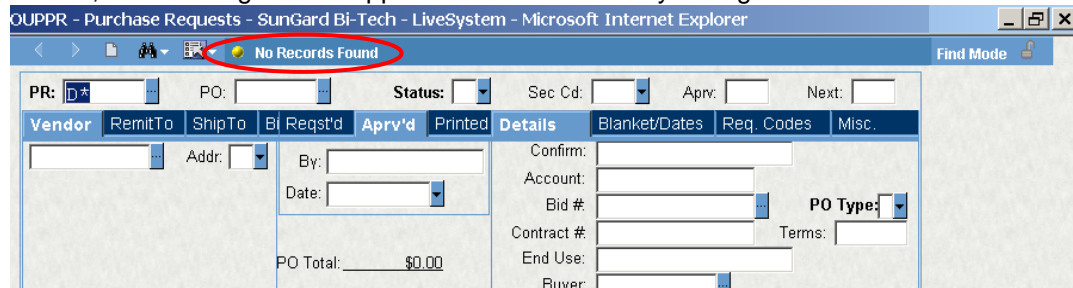 OUPPR - Purchase Requests - SunGard Bi-Tech - LiveSystem - Microsoft Internet Explorer
No Records Found Find Mode
PR: D* PO: Status: Sec Cd: Aprv: Next:
Vendor RemitTo ShipTo Bi Reqst'd Aprv'd Printed Details Blanket/Dates Req. Codes Misc.
Addr: By: Confirm:
Date: Account:
Bid #: PO Type:
Contract #: Terms:
PO Total: $0.00 End Use:
Buyer: